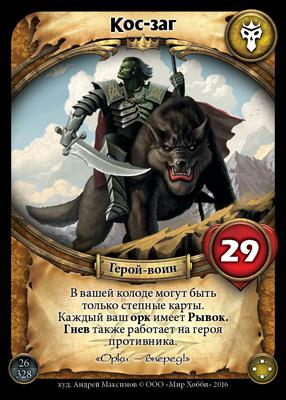 Кос-заг
29
Герой-воин
В вашей колоде могут быть
только степные карты.
Каждый ваш орк имеет Рывок.
Гнев также работает на героя
противника.
«Орки – вперед!»
26
328
худ. Андрей Максимов © ООО «Мир Хобби» 2016